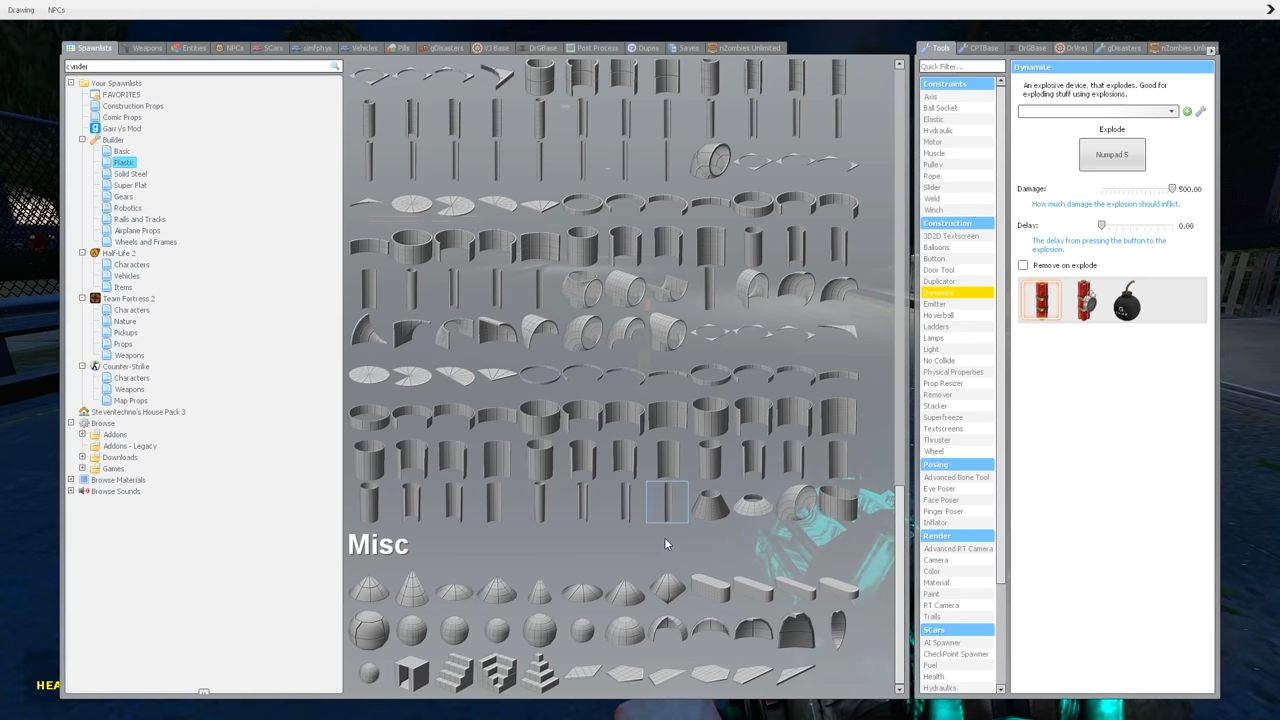 Drawing NPCs
Spawnlists Weapons Entities NPCs SCars simfphys Vehicles Pills gDisasters VJ Base DrGBase Post Process Dupes Saves nZombies Unlimited
Tools CPTBase DrGBase DrVrej gDisasters
cynder
Your Spawnlists
FAVORITES
Construction Props
Comic Props
Garry's Mod
Builder
Basic
Plastic
Solid Steel
Super Flat
Gears
Robotics
Rails and Tracks
Airplane Props
Wheels and Frames
Half-Life 2
Characters
Vehicles
Items
Team Fortress 2
Characters
Nature
Pickups
Props
Weapons
Counter-Strike
Characters
Weapons
Map Props
Steventechno's House Pack 3
Browse
Addons
Addons - Legacy
Downloads
Games
Browse Materials
Browse Sounds
HEA
Misc
Quick Filter...
Constraints
Axis
Ball Socket
Elastic
Hydraulic
Motor
Muscle
Pulley
Rope
Slider
Weld
Winch
Construction
3D2D Textscreen
Balloons
Button
Door Tool
Duplicator
Dynamite
Emitter
Hoverball
Ladders
Lamps
Light
No Collide
Physical Properties
Prop Resizer
Remover
Stacker
Superfreeze
Textscreens
Thruster
Wheel
Posing
Advanced Bone Tool
Eye Poser
Face Poser
Finger Poser
Inflator
Render
Advanced RT Camera
Camera
Color
Material
Paint
RT Camera
Trails
SCars
AI Spawner
CheckPoint Spawner
Fuel
Health
Hydraulics
Dynamite
An explosive device, that explodes. Good for
exploding stuff using explosions.
Explode
Numpad 5
Damage: 500.00
How much damage the explosion should inflict.
Delay: 0.00
The delay from pressing the button to the
explosion.
Remove on explode